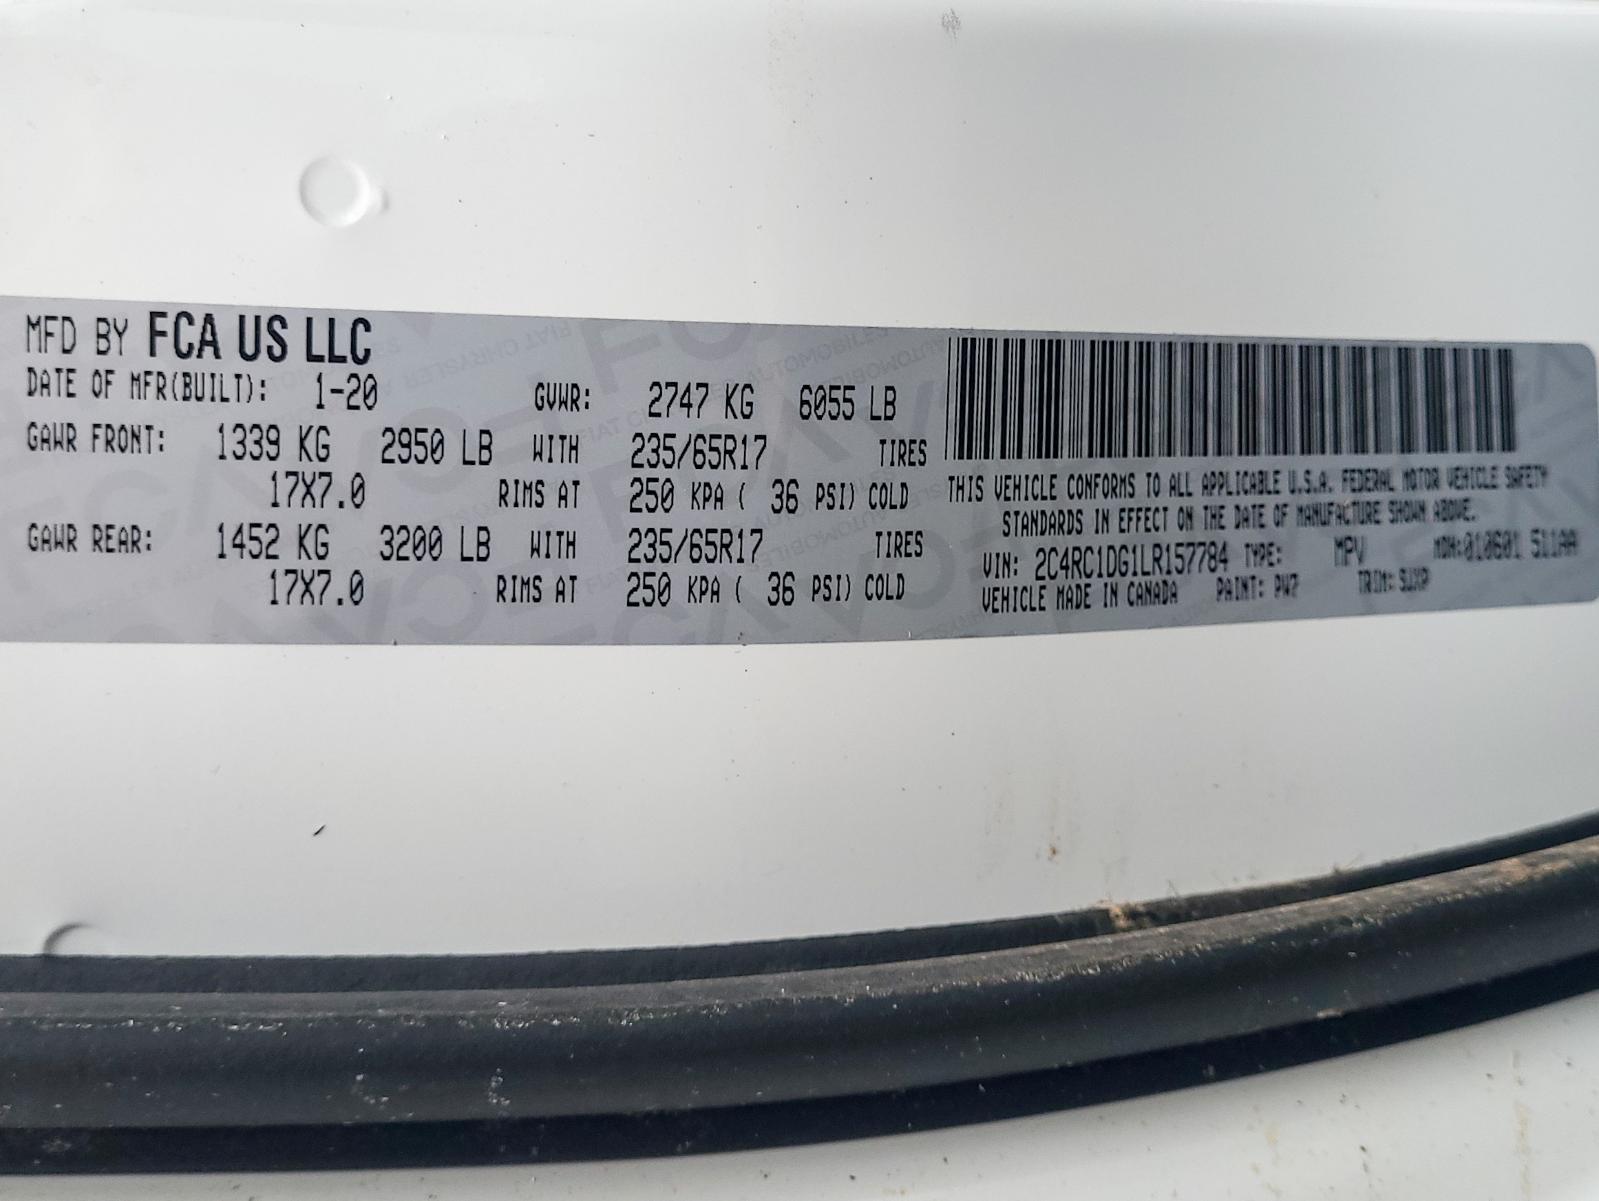 MFD BY FCA US LLC
DATE OF MFR(BUILT): 1-20 GVWR: 2747 KG 6055 LB
GAWR FRONT: 1339 KG 2950 LB WITH 235/65R17 TIRES
17X7.0 RIMS AT 250 KPA ( 36 PSI) COLD
GAWR REAR: 1452 KG 3200 LB WITH 235/65R17 TIRES
17X7.0 RIMS AT 250 KPA ( 36 PSI) COLD
THIS VEHICLE CONFORMS TO ALL APPLICABLE U.S.A. FEDERAL MOTOR VEHICLE SAFETY
STANDARDS IN EFFECT ON THE DATE OF MANUFACTURE SHOWN ABOVE.
VIN: 2C4RC1DG1LR157784 TYPE: MPV MDH:010601 511AA
VEHICLE MADE IN CANADA PAINT: PW7 TRIM: